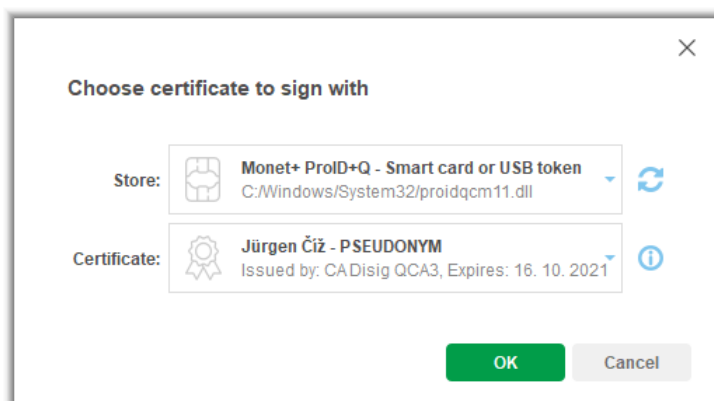 Choose certificate to sign with
Store:
Monet+ ProID+Q - Smart card or USB token
C:/Windows/System32/proidqcm11.dll
Certificate:
Jürgen Číž - PSEUDONYM
Issued by: CA Disig QCA3, Expires: 16. 10. 2021
OK Cancel